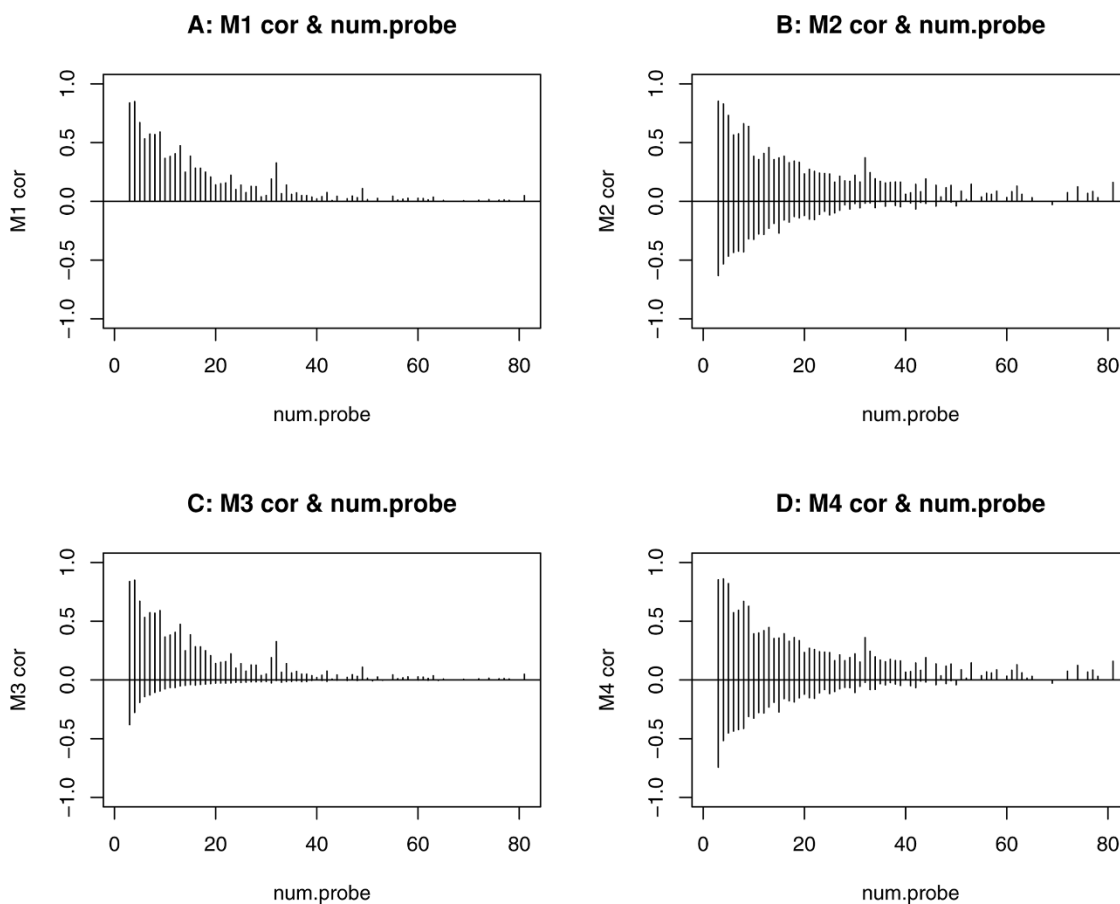 A: M1 cor & num.probe
M1 cor
1.0
0.5
0.0
−0.5
−1.0
0 20 40 60 80
num.probe
B: M2 cor & num.probe
M2 cor
1.0
0.5
0.0
−0.5
−1.0
0 20 40 60 80
num.probe
C: M3 cor & num.probe
M3 cor
1.0
0.5
0.0
−0.5
−1.0
0 20 40 60 80
num.probe
D: M4 cor & num.probe
M4 cor
1.0
0.5
0.0
−0.5
−1.0
0 20 40 60 80
num.probe